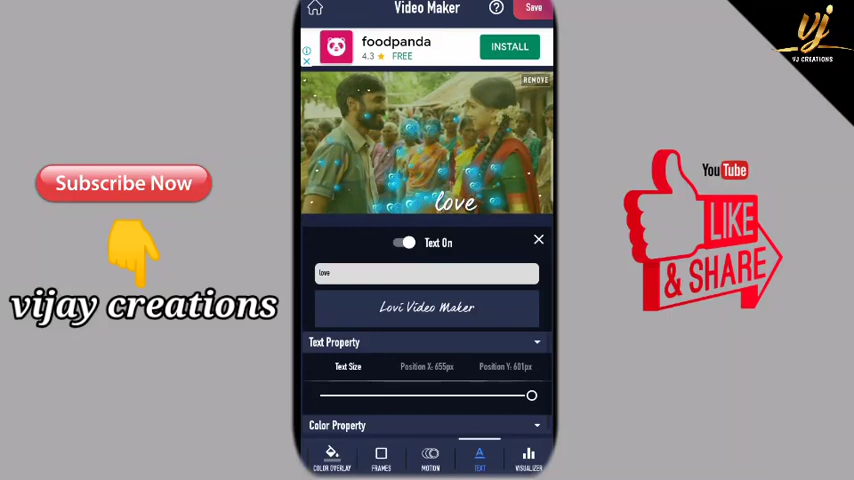 Video Maker
?
Save
foodpanda
4.3 ★ FREE
INSTALL
REMOVE
love
Text On
love
Lovi Video Maker
Text Property
Text Size
Position X: 655px
Position Y: 601px
Color Property
COLOR OVERLAY
FRAMES
MOTION
A
TEXT
VISUALIZER
Subscribe Now
vijay creations
vj
VJ CREATIONS
YouTube
LIKE
& SHARE